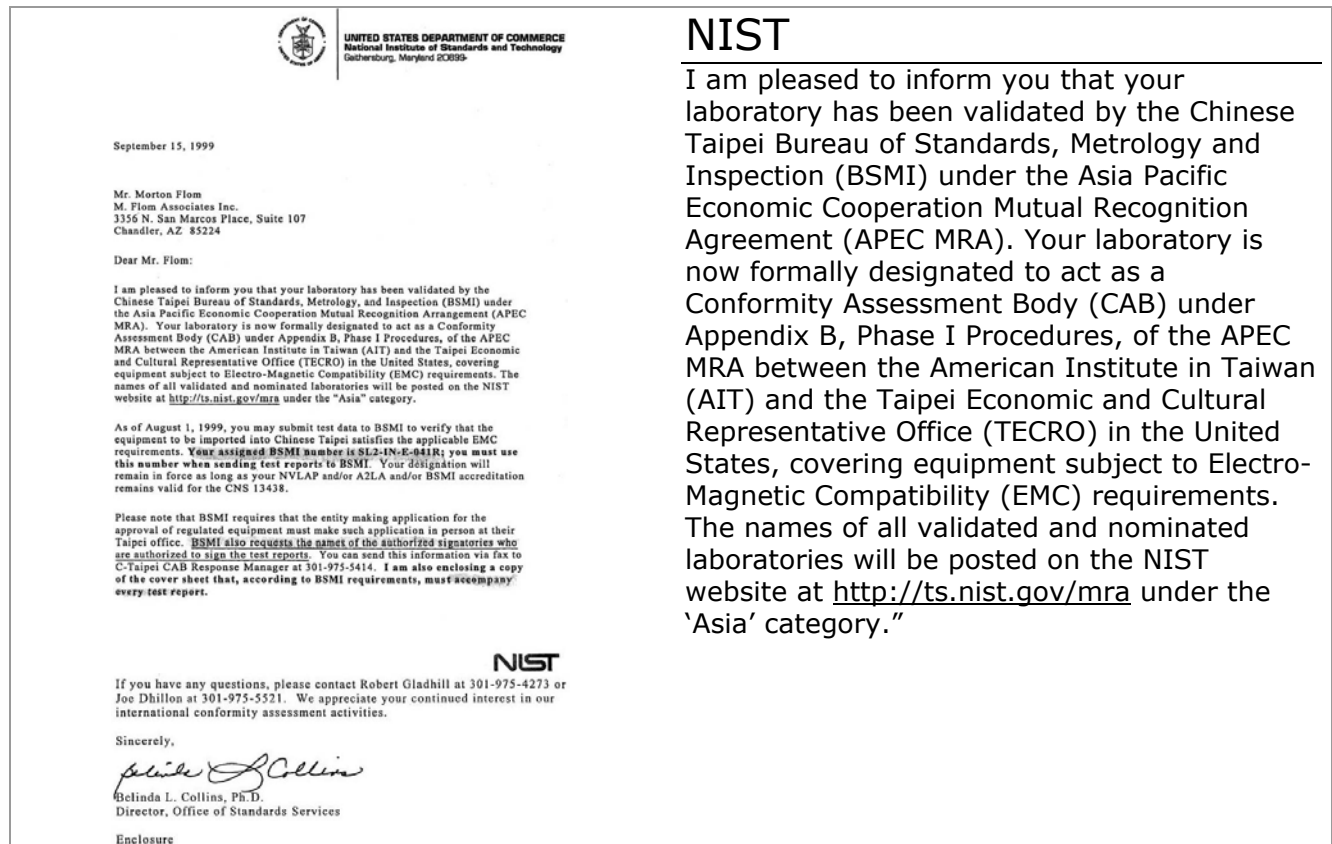 UNITED STATES DEPARTMENT OF COMMERCE
National Institute of Standards and Technology
Gaithersburg, Maryland 20899-
September 15, 1999
Mr. Morton Flom
M. Flom Associates Inc.
3356 N. San Marcos Place, Suite 107
Chandler, AZ 85224
Dear Mr. Flom:
I am pleased to inform you that your laboratory has been validated by the
Chinese Taipei Bureau of Standards, Metrology, and Inspection (BSMI) under
the Asia Pacific Economic Cooperation Mutual Recognition Arrangement (APEC
MRA). Your laboratory is now formally designated to act as a Conformity
Assessment Body (CAB) under Appendix B, Phase I Procedures, of the APEC
MRA between the American Institute in Taiwan (AIT) and the Taipei Economic
and Cultural Representative Office (TECRO) in the United States, covering
equipment subject to Electro-Magnetic Compatibility (EMC) requirements. The
names of all validated and nominated laboratories will be posted on the NIST
website at http://ts.nist.gov/mra under the "Asia" category.
As of August 1, 1999, you may submit test data to BSMI to verify that the
equipment to be imported into Chinese Taipei satisfies the applicable EMC
requirements. Your assigned BSMI number is SL2-IN-E-041R; you must use
this number when sending test reports to BSMI. Your designation will
remain in force as long as your NVLAP and/or A2LA and/or BSMI accreditation
remains valid for the CNS 13438.
Please note that BSMI requires that the entity making application for the
approval of regulated equipment must make such application in person at their
Taipei office. BSMI also requests the names of the authorized signatories who
are authorized to sign the test reports. You can send this information via fax to
C-Taipei CAB Response Manager at 301-975-5414. I am also enclosing a copy
of the cover sheet that, according to BSMI requirements, must accompany
every test report.
NIST
If you have any questions, please contact Robert Gladhill at 301-975-4273 or
Joe Dhillon at 301-975-5521. We appreciate your continued interest in our
international conformity assessment activities.
Sincerely,
Belinda L Collins
Belinda L. Collins, Ph.D.
Director, Office of Standards Services
Enclosure
NIST
I am pleased to inform you that your
laboratory has been validated by the Chinese
Taipei Bureau of Standards, Metrology and
Inspection (BSMI) under the Asia Pacific
Economic Cooperation Mutual Recognition
Agreement (APEC MRA). Your laboratory is
now formally designated to act as a
Conformity Assessment Body (CAB) under
Appendix B, Phase I Procedures, of the APEC
MRA between the American Institute in Taiwan
(AIT) and the Taipei Economic and Cultural
Representative Office (TECRO) in the United
States, covering equipment subject to Electro-
Magnetic Compatibility (EMC) requirements.
The names of all validated and nominated
laboratories will be posted on the NIST
website at http://ts.nist.gov/mra under the
‘Asia’ category.”